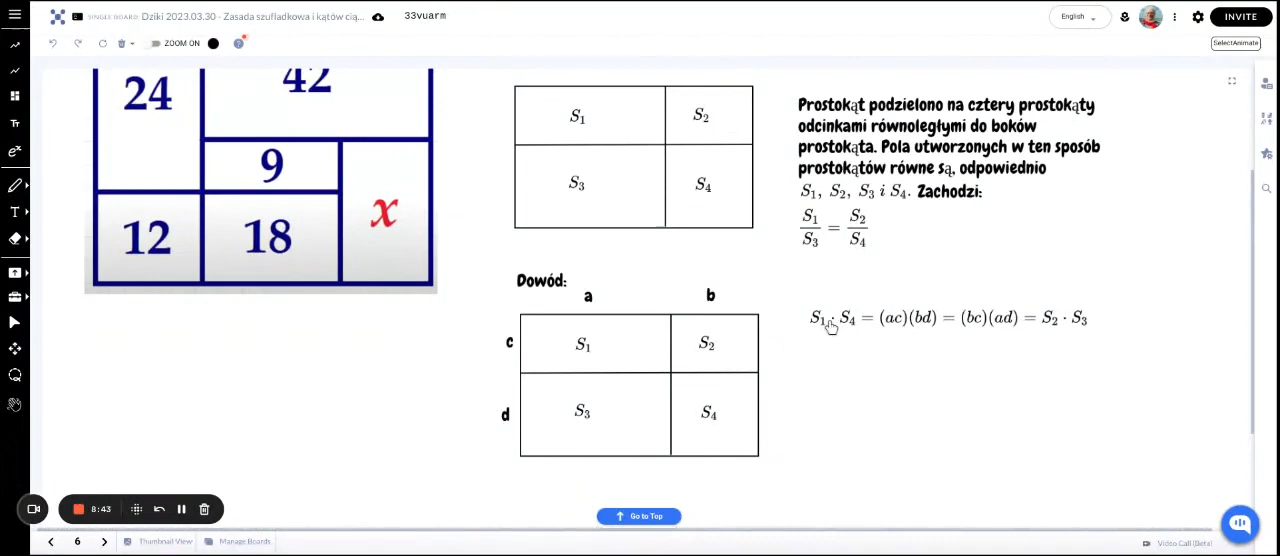 SINGLE BOARD: Dziki 2023.03.30 - Zasada szufladkowa i kątów cią...
33vuarm
English
INVITE
ZOOM ON
SelectAnimate
24
42
9
12
18
x
S₁ S₂
S₃ S₄
Prostokąt podzielono na cztery prostokąty
odcinkami równoległymi do boków
prostokąta. Pola utworzonych w ten sposób
prostokątów równe są, odpowiednio
S₁, S₂, S₃ i S₄. Zachodzi:
S₁/S₃ = S₂/S₄
Dowód:
a b
c S₁ S₂
d S₃ S₄
S₁ · S₄ = (ac)(bd) = (bc)(ad) = S₂ · S₃
8:43
Go to Top
6
Thumbnail View
Manage Boards
Video Call (Beta)